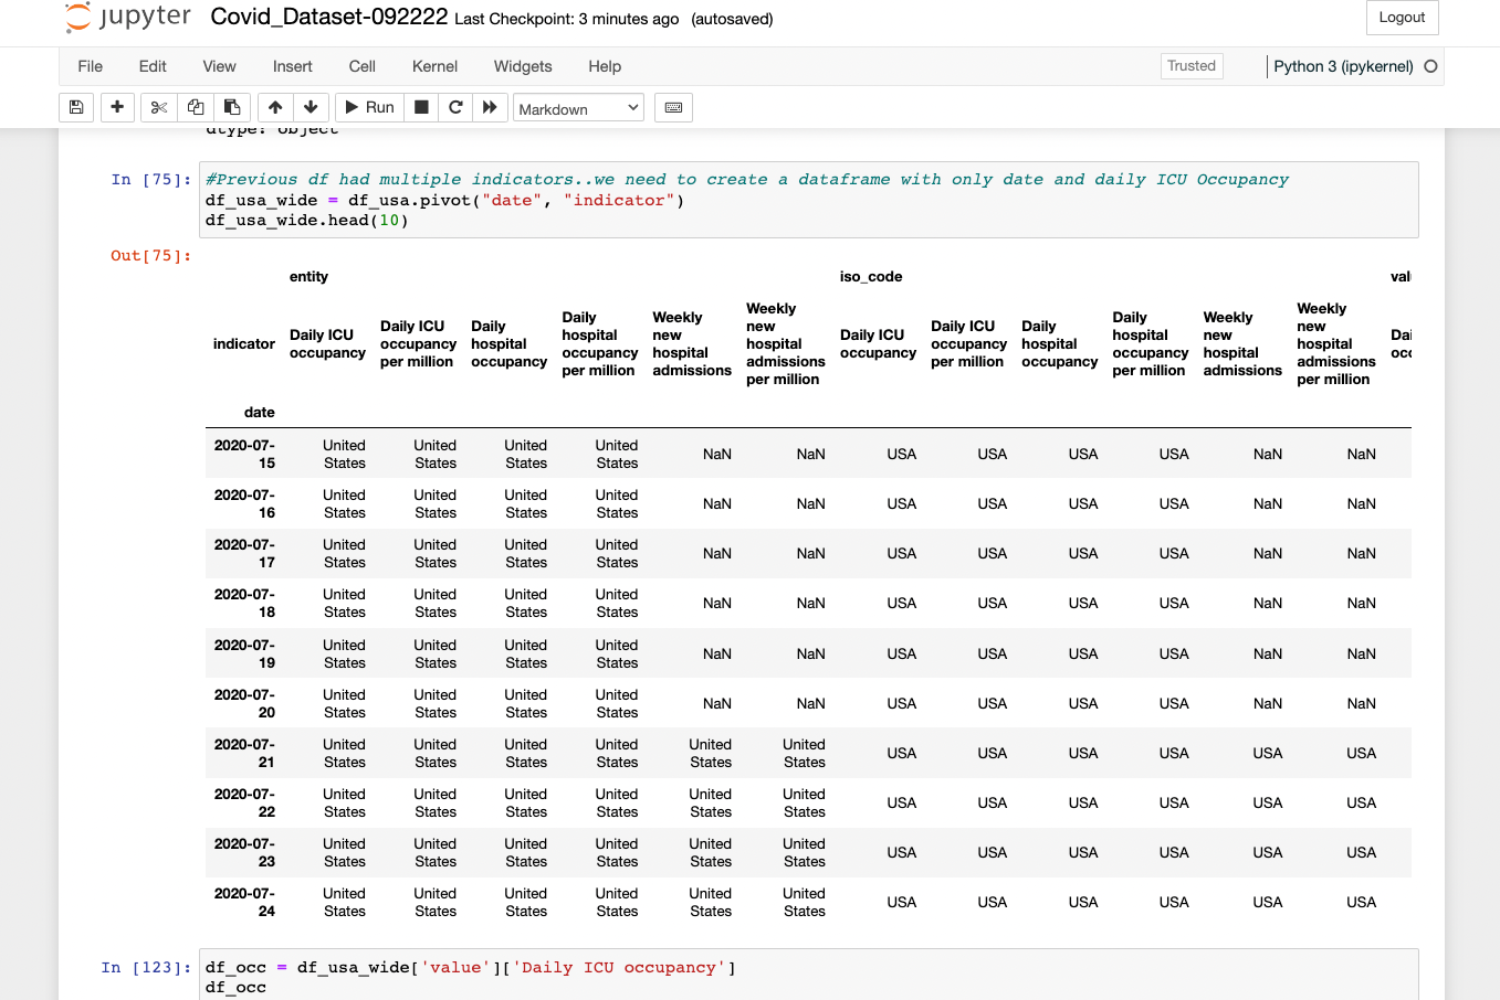 jupyter Covid_Dataset-092222 Last Checkpoint: 3 minutes ago (autosaved) Logout
File Edit View Insert Cell Kernel Widgets Help Trusted Python 3 (ipykernel)
Run Markdown
dtype: object
In [75]: #Previous df had multiple indicators..we need to create a dataframe with only date and daily ICU Occupancy
df_usa_wide = df_usa.pivot("date", "indicator")
df_usa_wide.head(10)
Out[75]:
entity iso_code val
indicator Daily ICU occupancy Daily ICU occupancy per million Daily hospital occupancy Daily hospital occupancy per million Weekly new hospital admissions Weekly new hospital admissions per million Daily ICU occupancy Daily ICU occupancy per million Daily hospital occupancy Daily hospital occupancy per million Weekly new hospital admissions Weekly new hospital admissions per million Dai occ
date
2020-07-15 United States United States United States United States NaN NaN USA USA USA USA NaN NaN
2020-07-16 United States United States United States United States NaN NaN USA USA USA USA NaN NaN
2020-07-17 United States United States United States United States NaN NaN USA USA USA USA NaN NaN
2020-07-18 United States United States United States United States NaN NaN USA USA USA USA NaN NaN
2020-07-19 United States United States United States United States NaN NaN USA USA USA USA NaN NaN
2020-07-20 United States United States United States United States NaN NaN USA USA USA USA NaN NaN
2020-07-21 United States United States United States United States United States United States USA USA USA USA USA USA
2020-07-22 United States United States United States United States United States United States USA USA USA USA USA USA
2020-07-23 United States United States United States United States United States United States USA USA USA USA USA USA
2020-07-24 United States United States United States United States United States United States USA USA USA USA USA USA
In [123]: df_occ = df_usa_wide['value']['Daily ICU occupancy']
df_occ